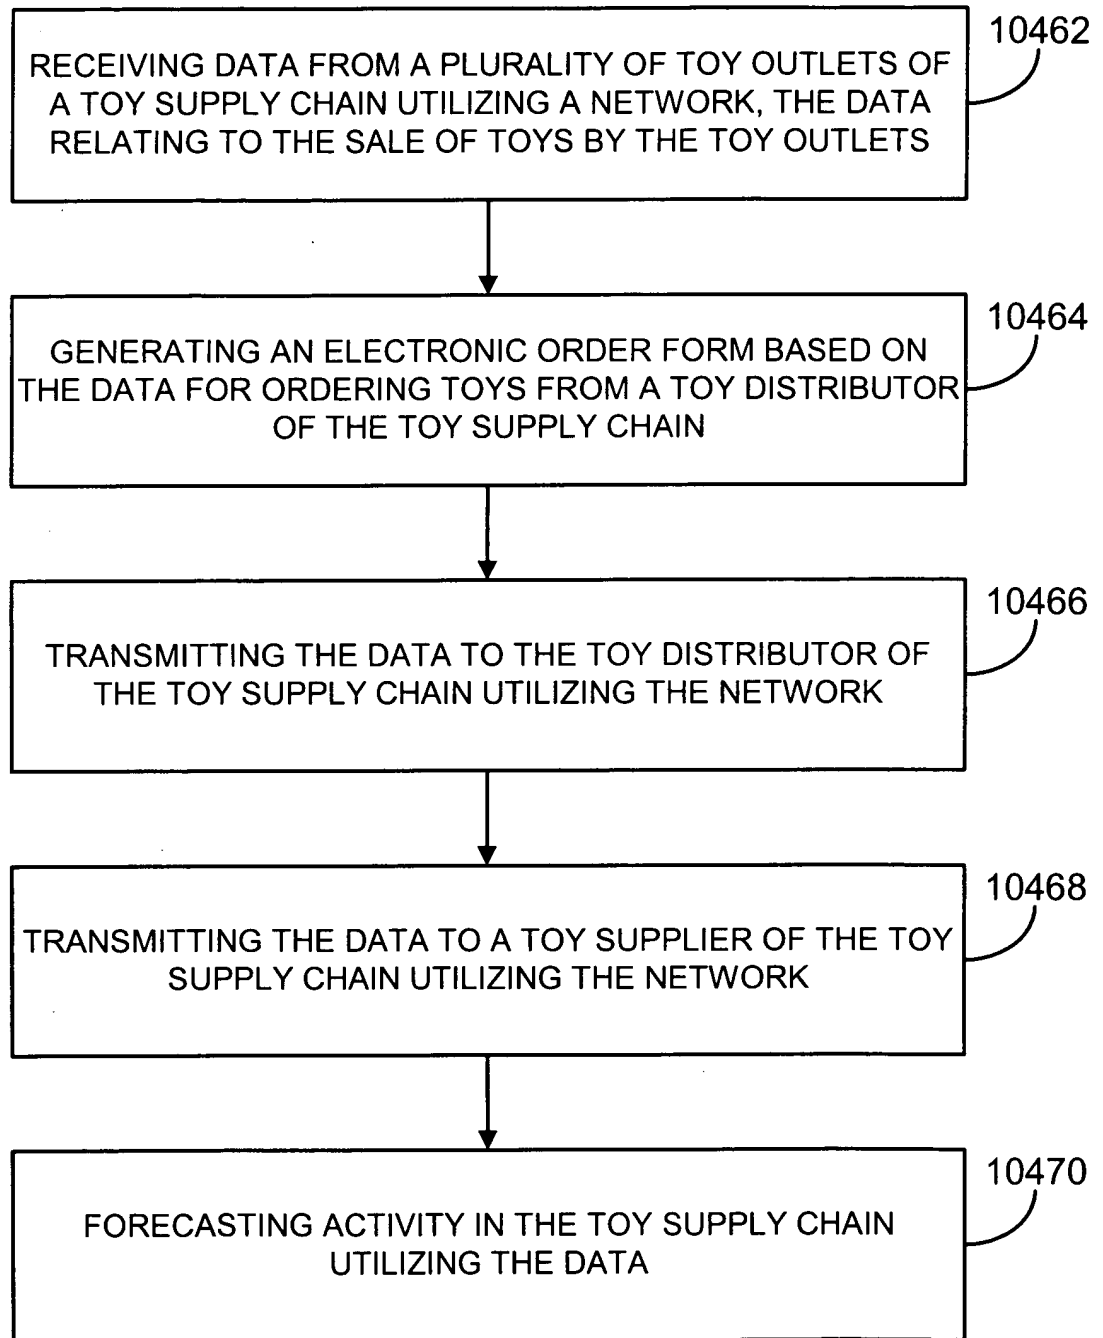 10462
RECEIVING DATA FROM A PLURALITY OF TOY OUTLETS OF
A TOY SUPPLY CHAIN UTILIZING A NETWORK, THE DATA
RELATING TO THE SALE OF TOYS BY THE TOY OUTLETS
10464
GENERATING AN ELECTRONIC ORDER FORM BASED ON
THE DATA FOR ORDERING TOYS FROM A TOY DISTRIBUTOR
OF THE TOY SUPPLY CHAIN
10466
TRANSMITTING THE DATA TO THE TOY DISTRIBUTOR OF
THE TOY SUPPLY CHAIN UTILIZING THE NETWORK
10468
TRANSMITTING THE DATA TO A TOY SUPPLIER OF THE TOY
SUPPLY CHAIN UTILIZING THE NETWORK
10470
FORECASTING ACTIVITY IN THE TOY SUPPLY CHAIN
UTILIZING THE DATA